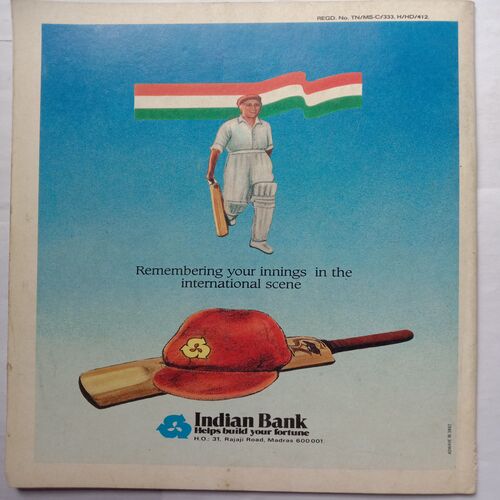 REGD. No. TN/MS-C/333, H/HD/412.
Remembering your innings in the
international scene
Indian Bank
Helps build your fortune
H.O.: 31, Rajaji Road, Madras 600 001.